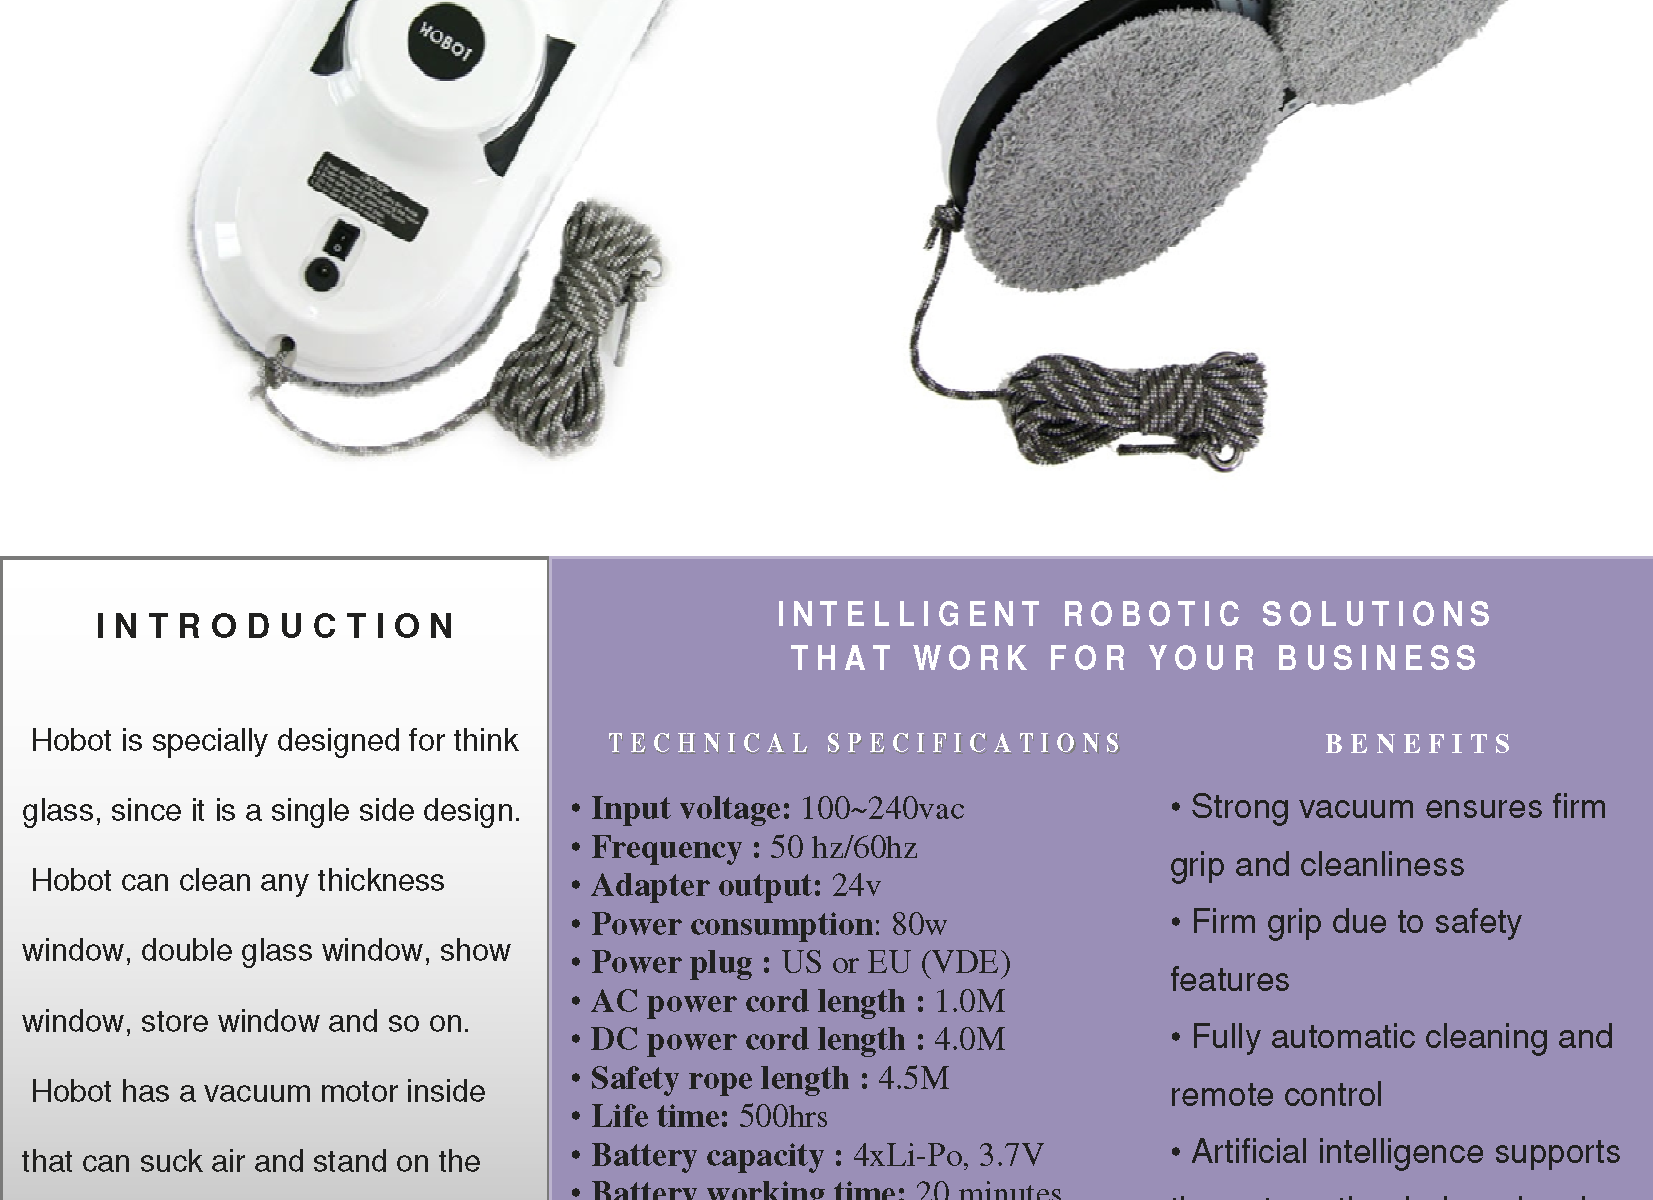 HOBOT
INTRODUCTION
Hobot is specially designed for think
glass, since it is a single side design.
Hobot can clean any thickness
window, double glass window, show
window, store window and so on.
Hobot has a vacuum motor inside
that can suck air and stand on the
INTELLIGENT ROBOTIC SOLUTIONS
THAT WORK FOR YOUR BUSINESS
TECHNICAL SPECIFICATIONS
• Input voltage: 100~240vac
• Frequency : 50 hz/60hz
• Adapter output: 24v
• Power consumption: 80w
• Power plug : US or EU (VDE)
• AC power cord length : 1.0M
• DC power cord length : 4.0M
• Safety rope length : 4.5M
• Life time: 500hrs
• Battery capacity : 4xLi-Po, 3.7V
• Battery working time: 20 minutes
BENEFITS
• Strong vacuum ensures firm
grip and cleanliness
• Firm grip due to safety
features
• Fully automatic cleaning and
remote control
• Artificial intelligence supports